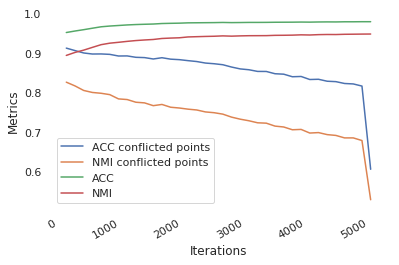 1.0
0.9
0.8
0.7
0.6
Metrics
ACC conflicted points
NMI conflicted points
ACC
NMI
0 1000 2000 3000 4000 5000
Iterations